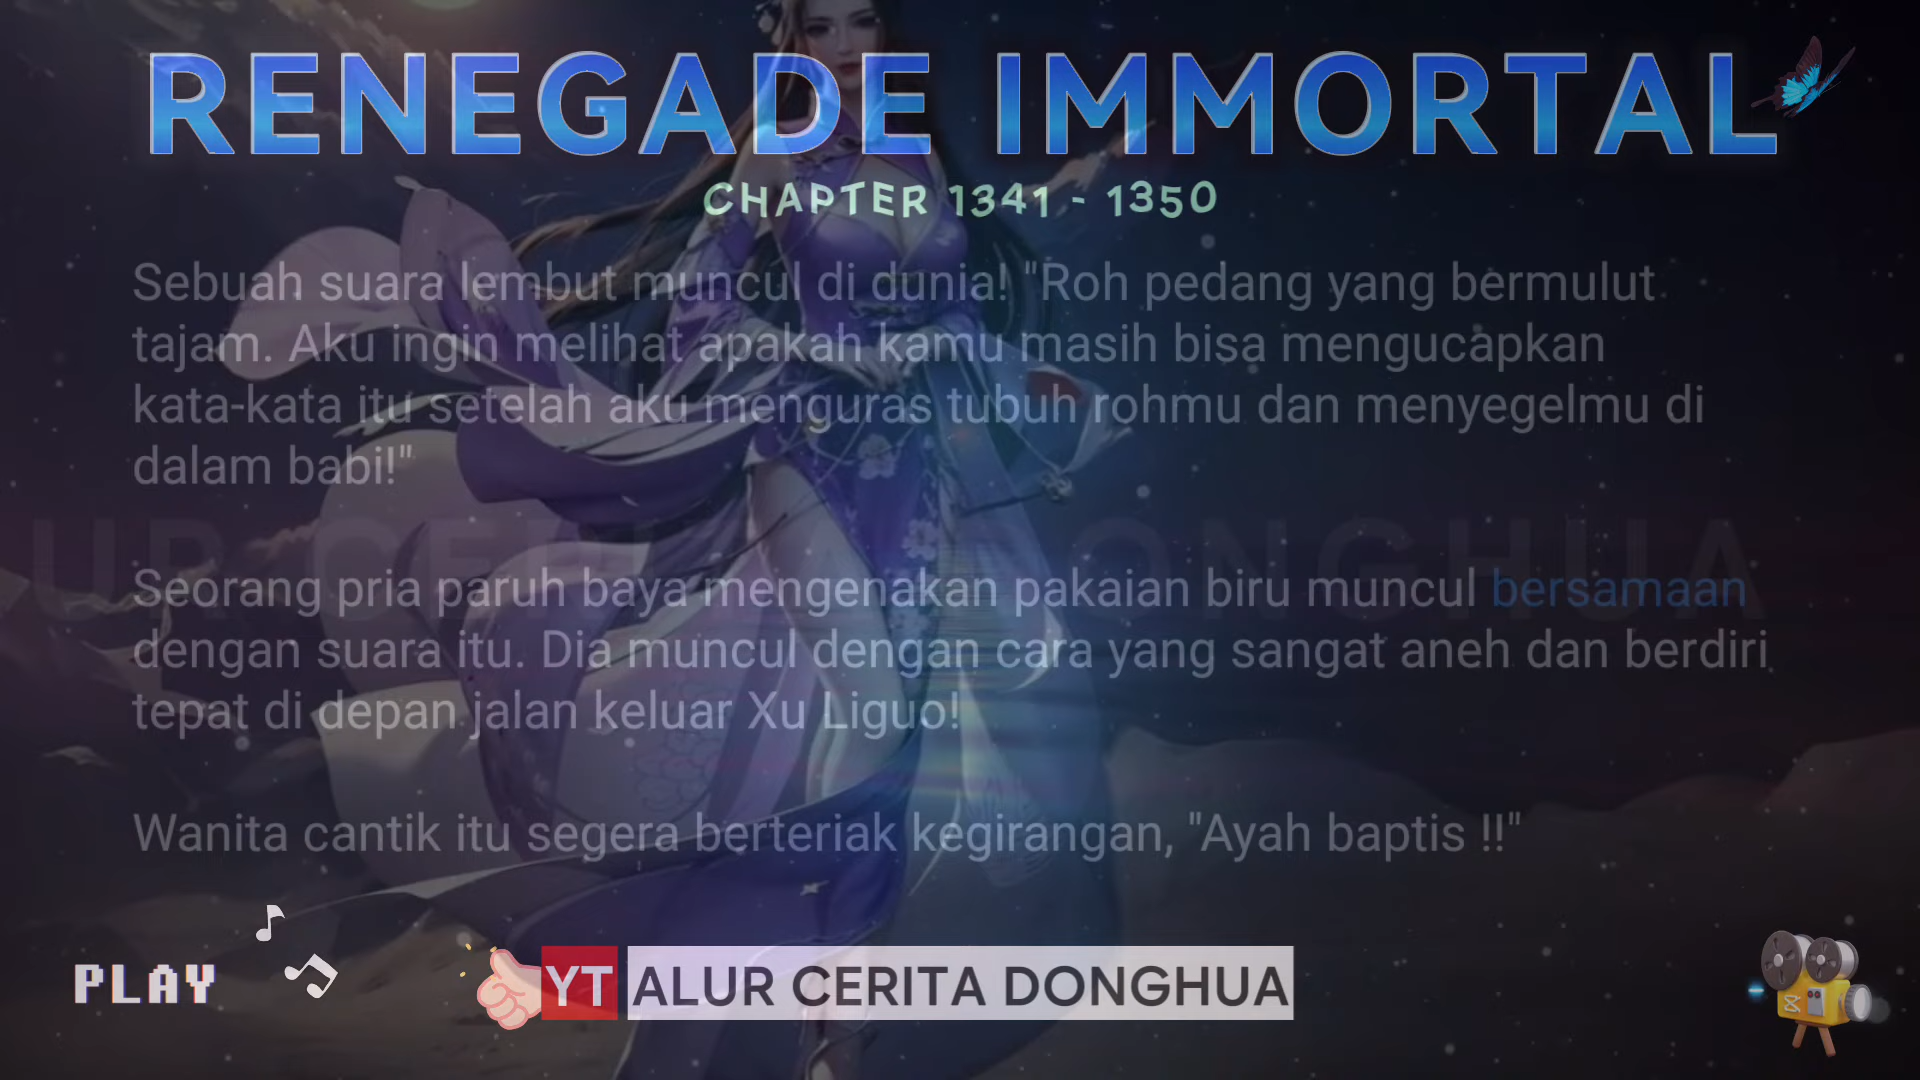 RENEGADE IMMORTAL
CHAPTER 1341 - 1350
Sebuah suara lembut muncul di dunia! "Roh pedang yang bermulut
tajam. Aku ingin melihat apakah kamu masih bisa mengucapkan
kata-kata itu setelah aku menguras tubuh rohmu dan menyegelmu di
dalam babi!"
UR CERITA DONGHUA
Seorang pria paruh baya mengenakan pakaian biru muncul bersamaan
dengan suara itu. Dia muncul dengan cara yang sangat aneh dan berdiri
tepat di depan jalan keluar Xu Liguo!
Wanita cantik itu segera berteriak kegirangan, "Ayah baptis !!"
PLAY
YT ALUR CERITA DONGHUA